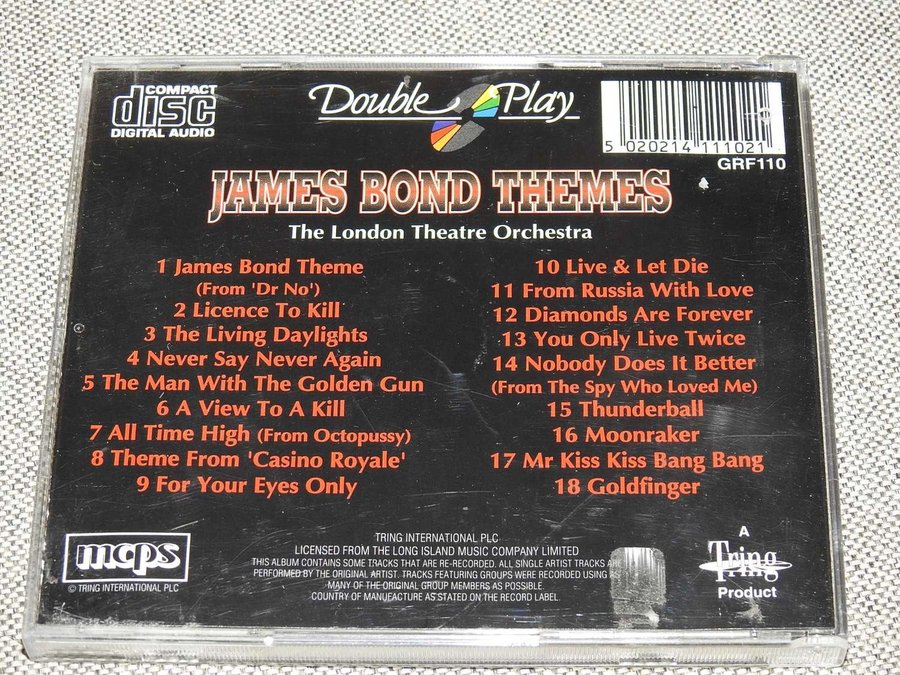 COMPACT
disc
DIGITAL AUDIO
Double Play
5 020214 111021
GRF110
JAMES BOND THEMES
The London Theatre Orchestra
1 James Bond Theme
(From 'Dr No')
2 Licence To Kill
3 The Living Daylights
4 Never Say Never Again
5 The Man With The Golden Gun
6 A View To A Kill
7 All Time High (From Octopussy)
8 Theme From 'Casino Royale'
9 For Your Eyes Only
10 Live & Let Die
11 From Russia With Love
12 Diamonds Are Forever
13 You Only Live Twice
14 Nobody Does It Better
(From The Spy Who Loved Me)
15 Thunderball
16 Moonraker
17 Mr Kiss Kiss Bang Bang
18 Goldfinger
mcps
© TRING INTERNATIONAL PLC
TRING INTERNATIONAL PLC
LICENSED FROM THE LONG ISLAND MUSIC COMPANY LIMITED
THIS ALBUM CONTAINS SOME TRACKS THAT ARE RE-RECORDED. ALL SINGLE ARTIST TRACKS ARE
PERFORMED BY THE ORIGINAL ARTIST. TRACKS FEATURING GROUPS WERE RECORDED USING
MANY OF THE ORIGINAL GROUP MEMBERS AS POSSIBLE.
COUNTRY OF MANUFACTURE AS STATED ON THE RECORD LABEL.
A
Tring
Product